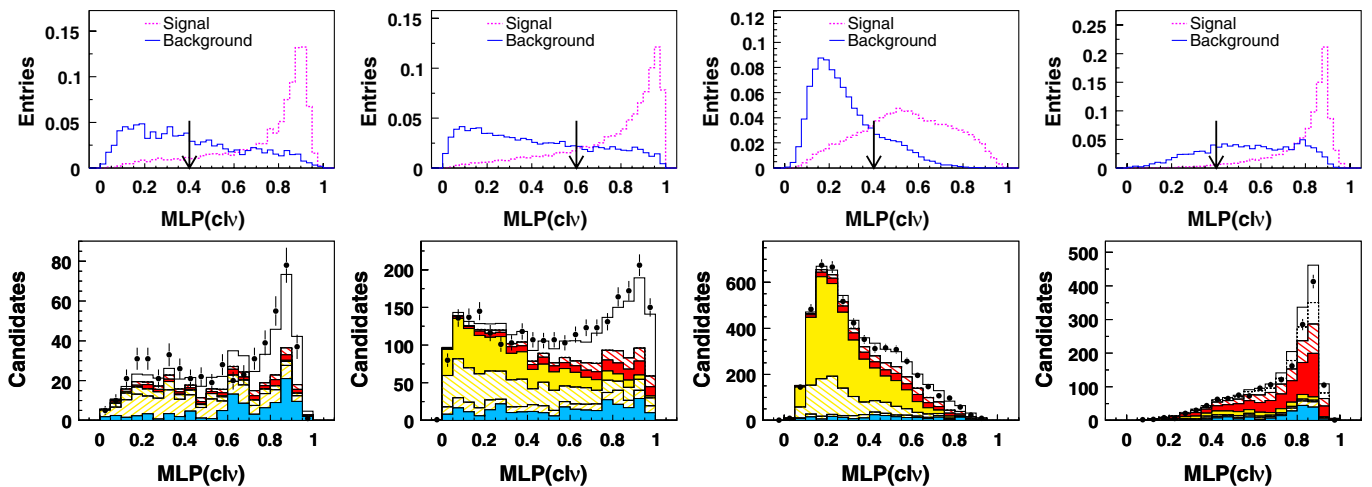 0.15
0.1
0.05
0
Entries
Signal
Background
0 0.2 0.4 0.6 0.8 1
MLP(clν)
0.15
0.1
0.05
0
Entries
Signal
Background
0 0.2 0.4 0.6 0.8 1
MLP(clν)
0.12
0.1
0.08
0.06
0.04
0.02
0
Entries
Signal
Background
0 0.2 0.4 0.6 0.8 1
MLP(clν)
0.25
0.2
0.15
0.1
0.05
0
Entries
Signal
Background
0 0.2 0.4 0.6 0.8 1
MLP(clν)
80
60
40
20
0
Candidates
0 0.2 0.4 0.6 0.8 1
MLP(clν)
200
150
100
50
0
Candidates
0 0.2 0.4 0.6 0.8 1
MLP(clν)
600
400
200
0
Candidates
0 0.2 0.4 0.6 0.8 1
MLP(clν)
500
400
300
200
100
0
Candidates
0 0.2 0.4 0.6 0.8 1
MLP(clν)